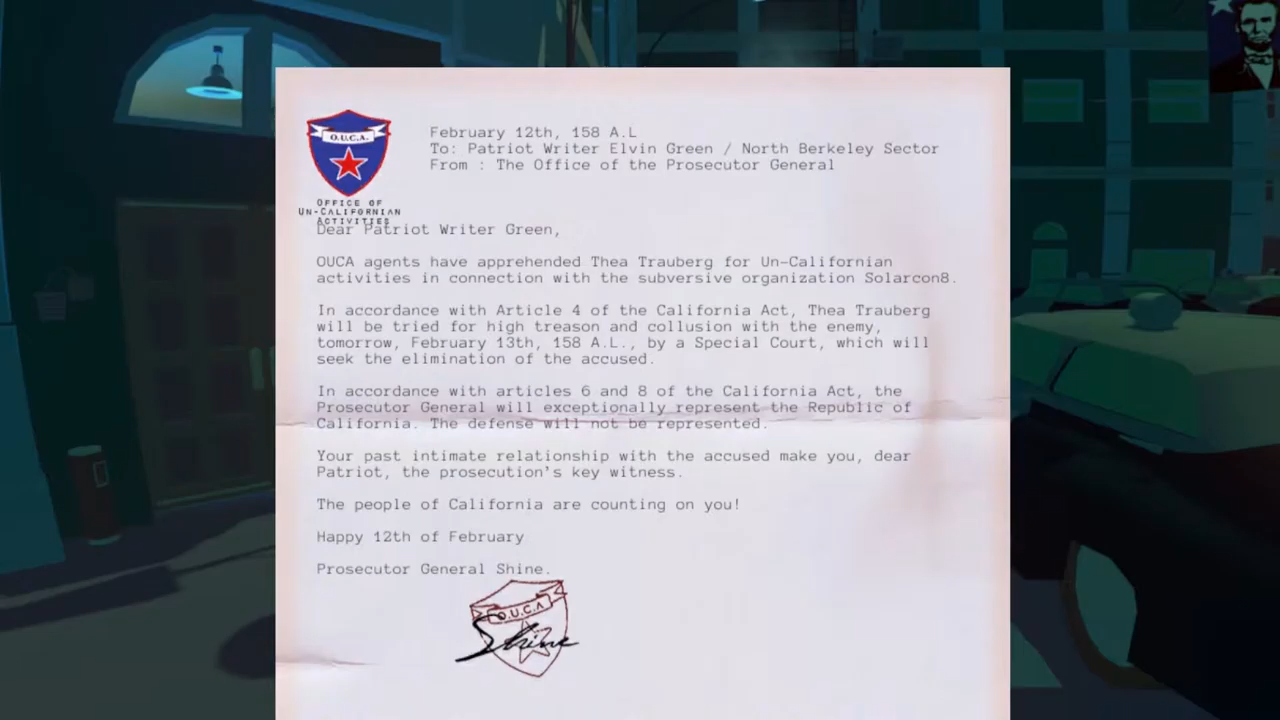 O.U.C.A.
OFFICE OF
UN-CALIFORNIAN
ACTIVITIES
February 12th, 158 A.L
To: Patriot Writer Elvin Green / North Berkeley Sector
From : The Office of the Prosecutor General
Dear Patriot Writer Green,
OUCA agents have apprehended Thea Trauberg for Un-Californian
activities in connection with the subversive organization Solarcon8.
In accordance with Article 4 of the California Act, Thea Trauberg
will be tried for high treason and collusion with the enemy,
tomorrow, February 13th, 158 A.L., by a Special Court, which will
seek the elimination of the accused.
In accordance with articles 6 and 8 of the California Act, the
Prosecutor General will exceptionally represent the Republic of
California. The defense will not be represented.
Your past intimate relationship with the accused make you, dear
Patriot, the prosecution's key witness.
The people of California are counting on you!
Happy 12th of February
Prosecutor General Shine.
O.U.C.A
Shine